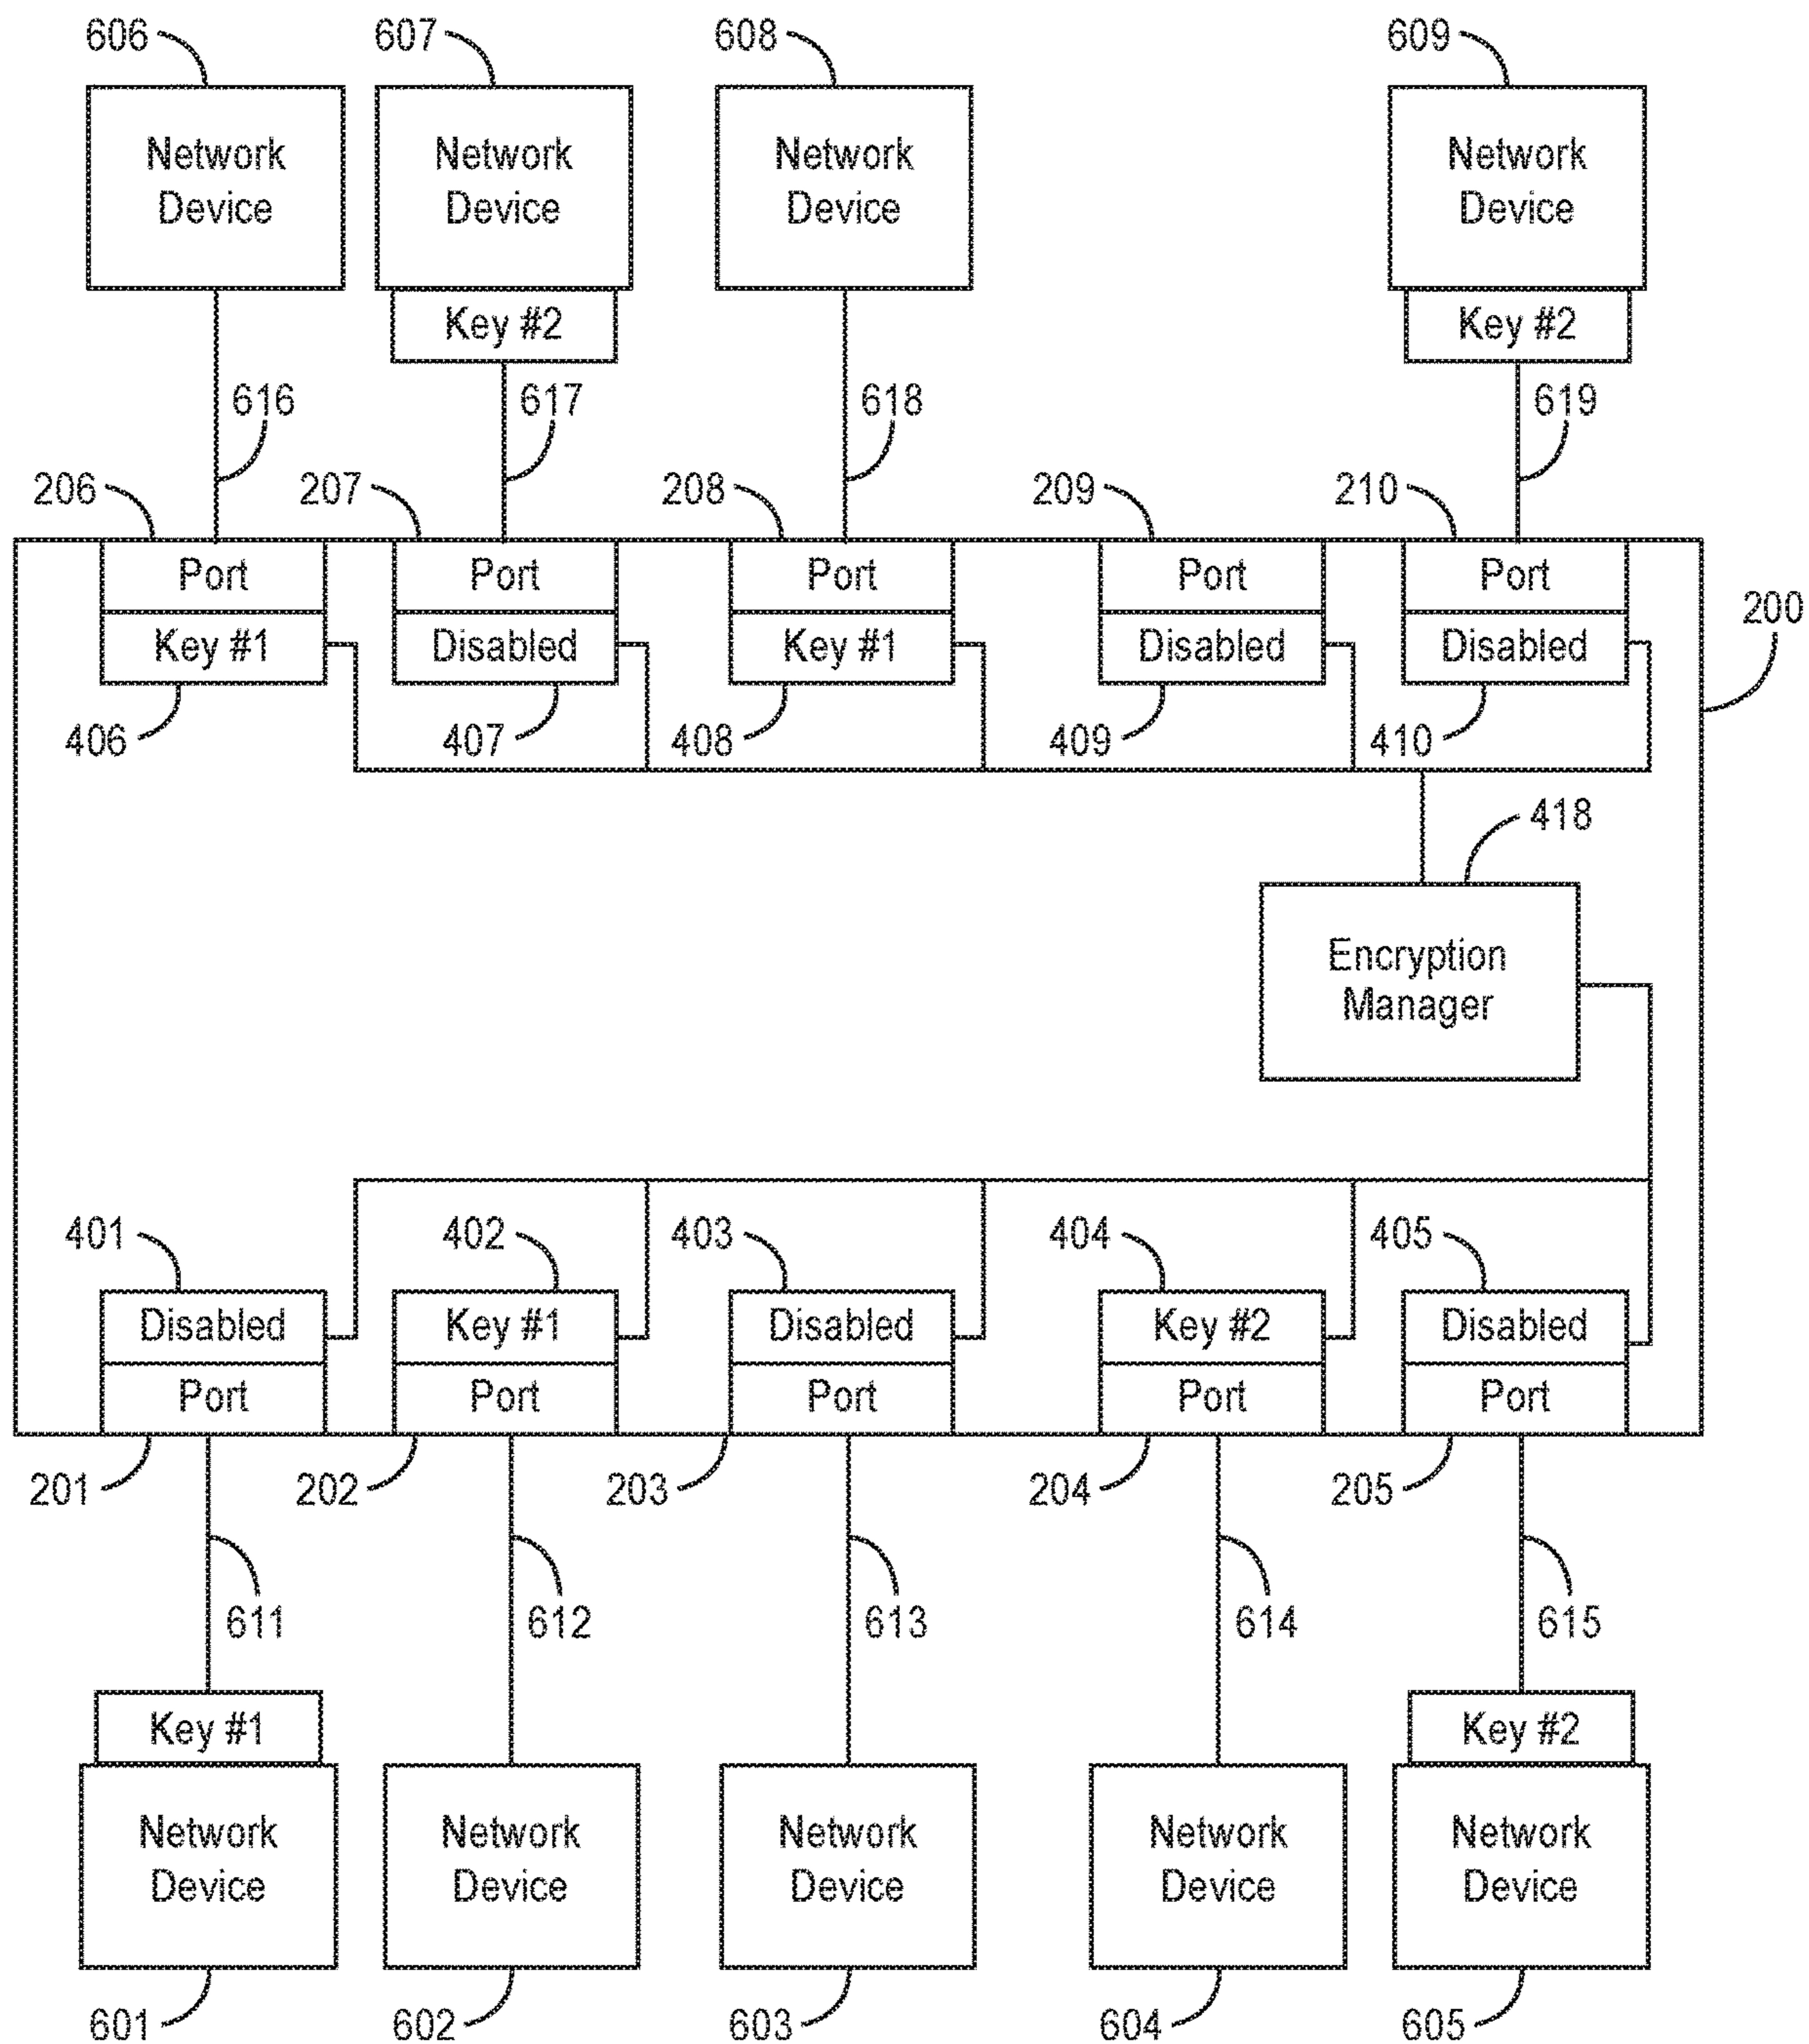 606 607 608 609
Network Network Network Network
Device Device Device Device
Key #2 Key #2
616 617 618 619
206 207 208 209 210
Port Port Port Port Port
200
Key #1 Disabled Key #1 Disabled Disabled
406 407 408 409 410
418
Encryption
Manager
401 402 403 404 405
Disabled Key #1 Disabled Key #2 Disabled
Port Port Port Port Port
201 202 203 204 205
611 612 613 614 615
Key #1 Key #2
Network Network Network Network Network
Device Device Device Device Device
601 602 603 604 605